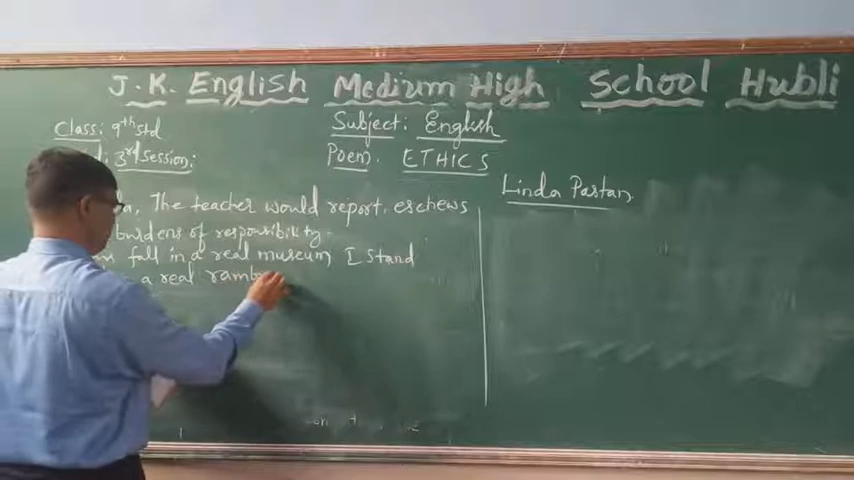 J.K. English Medium High School Hubli
Class: 9th Std
Subject: English
3rd Session:
Poem: ETHICS
Linda Pastan
The teacher would report, eschews
burdens of responsibility.
fall in a real museum I stand
a real